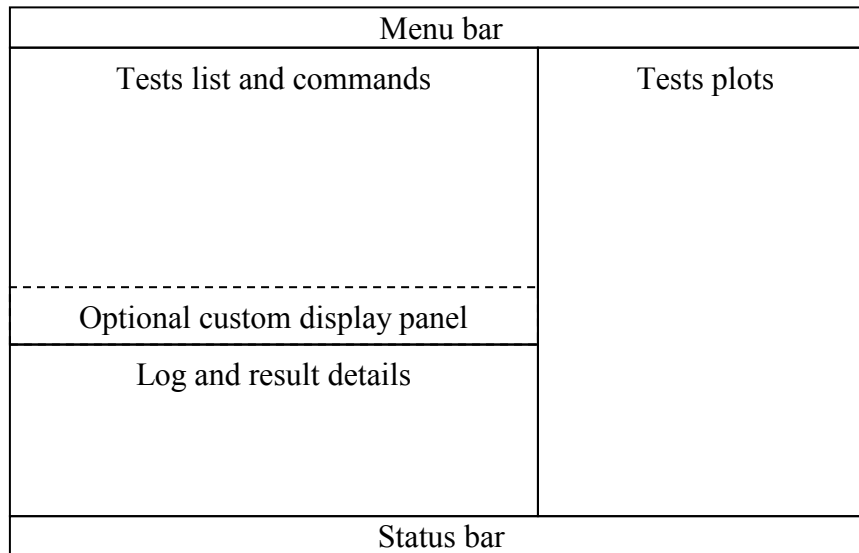 Menu bar
Tests list and commands
Tests plots
Optional custom display panel
Log and result details
Status bar